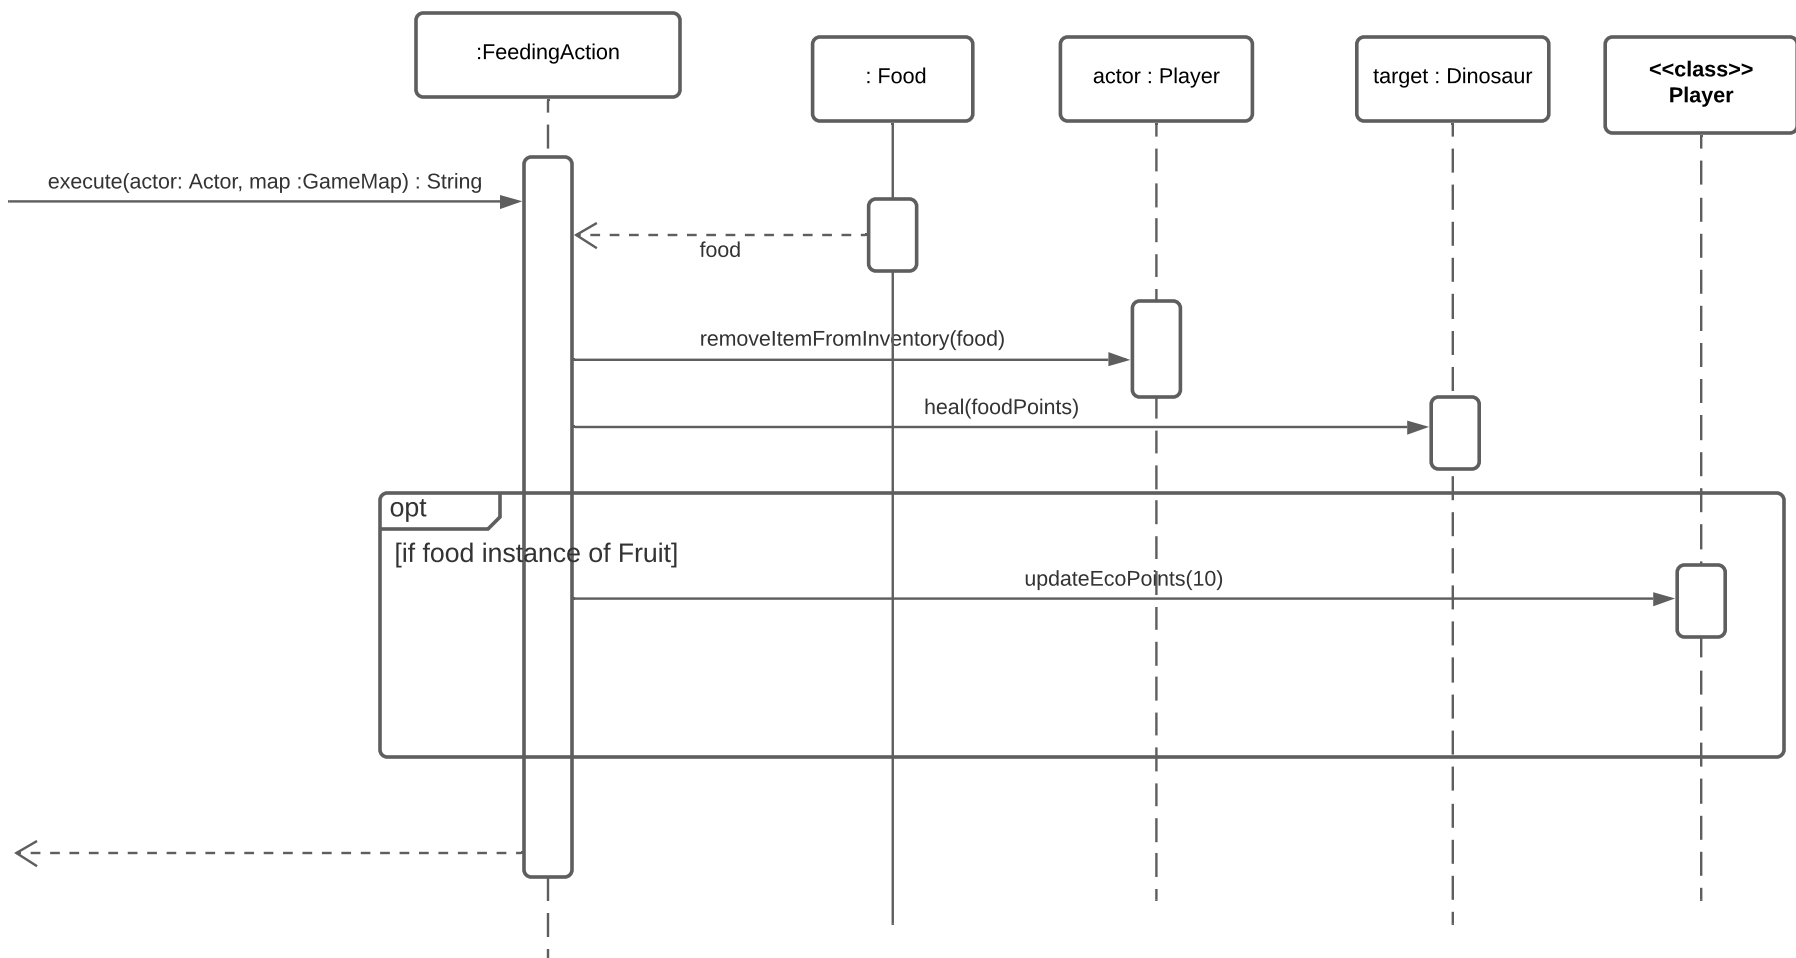 :FeedingAction
: Food
actor : Player
target : Dinosaur
<<class>>
Player
execute(actor: Actor, map :GameMap) : String
food
removeItemFromInventory(food)
heal(foodPoints)
opt
[if food instance of Fruit]
updateEcoPoints(10)